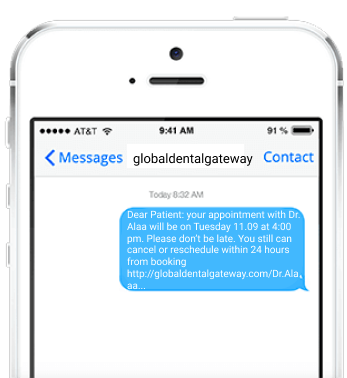 ●●●●● AT&T 9:41 AM 91 %
Messages globaldentalgateway Contact
Today 8:32 AM
Dear Patient: your appointment with Dr.
Alaa will be on Tuesday 11.09 at 4:00
pm. Please don't be late. You still can
cancel or reschedule within 24 hours
from booking
http://globaldentalgateway.com/Dr.Ala
aa...